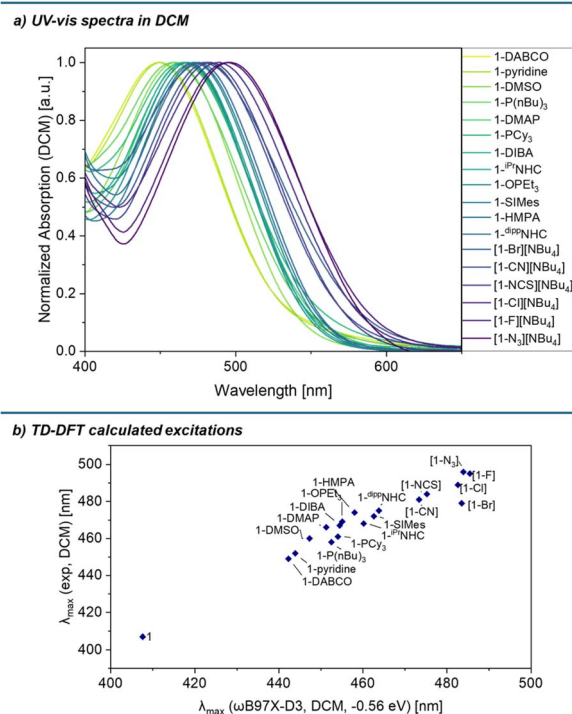 a) UV-vis spectra in DCM
Normalized Absorption (DCM) [a.u.]
1.0
0.8
0.6
0.4
0.2
0.0
400
500
600
Wavelength [nm]
1-DABCO
1-pyridine
1-DMSO
1-P(nBu)₃
1-DMAP
1-PCy₃
1-DIBA
1-ⁱᴾʳNHC
1-OPEt₃
1-SIMes
1-HMPA
1-ᵈⁱᵖᵖNHC
[1-Br][NBu₄]
[1-CN][NBu₄]
[1-NCS][NBu₄]
[1-Cl][NBu₄]
[1-F][NBu₄]
[1-N₃][NBu₄]
b) TD-DFT calculated excitations
λmax (exp, DCM) [nm]
500
480
460
440
420
400
[1-N₃]
[1-F]
[1-NCS]
[1-Cl]
1-HMPA
1-OPEt₃
1-ᵈⁱᵖᵖNHC
[1-Br]
1-DIBA
[1-CN]
1-DMAP
1-SIMes
1-DMSO
1-ⁱᴾʳNHC
1-PCy₃
1-P(nBu)₃
1-pyridine
1-DABCO
1
400
420
440
460
480
500
λmax (ωB97X-D3, DCM, -0.56 eV) [nm]